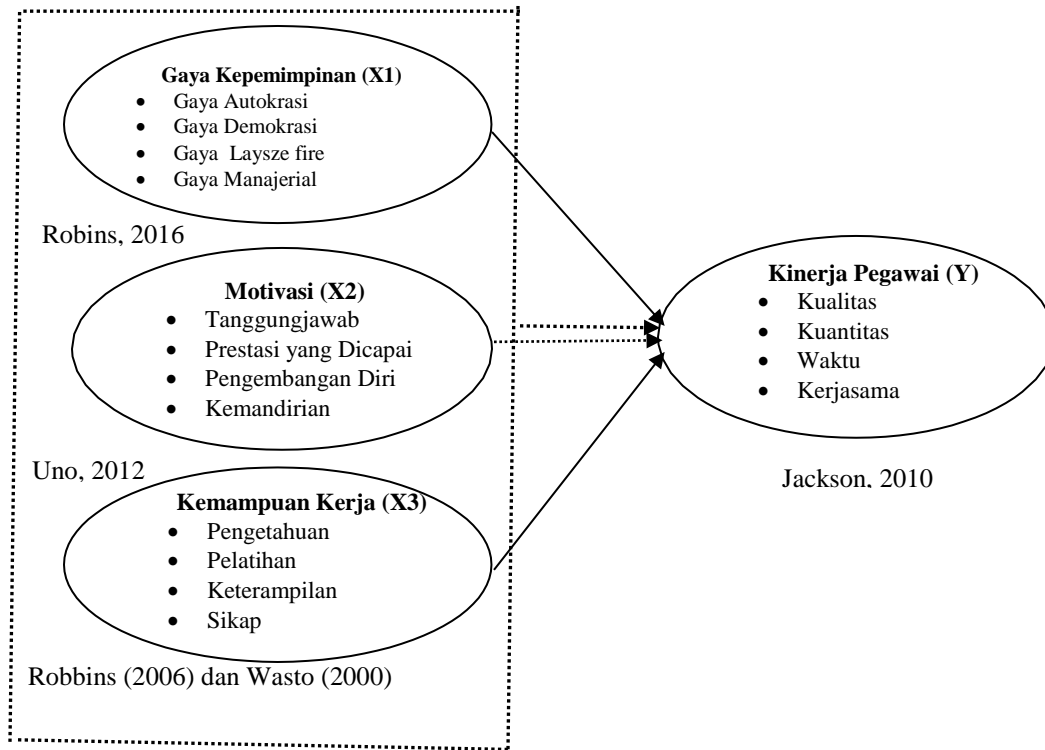 Gaya Kepemimpinan (X1)
• Gaya Autokrasi
• Gaya Demokrasi
• Gaya Laysze fire
• Gaya Manajerial
Robins, 2016
Motivasi (X2)
• Tanggungjawab
• Prestasi yang Dicapai
• Pengembangan Diri
• Kemandirian
Uno, 2012
Kemampuan Kerja (X3)
• Pengetahuan
• Pelatihan
• Keterampilan
• Sikap
Robbins (2006) dan Wasto (2000)
Kinerja Pegawai (Y)
• Kualitas
• Kuantitas
• Waktu
• Kerjasama
Jackson, 2010